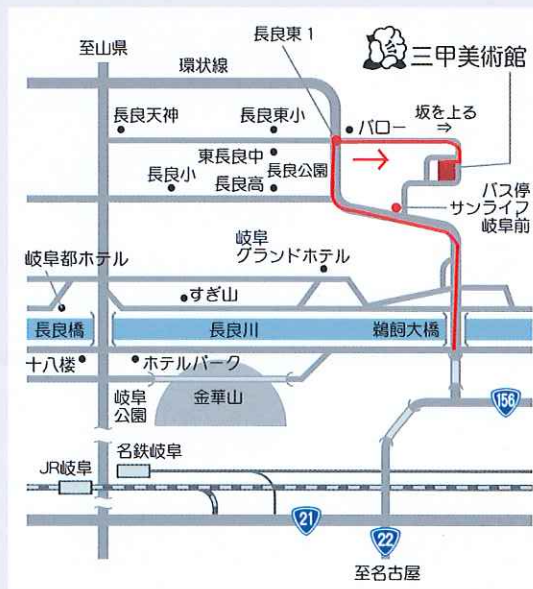 長良東1
至山県
三甲美術館
環状線
坂を上る
⇒
長良天神
長良東小
バロー
東長良中
長良公園
長良小
長良高
バス停
サンライフ
岐阜前
岐阜
グランドホテル
岐阜都ホテル
すぎ山
長良橋
長良川
鵜飼大橋
十八楼
ホテルパーク
岐阜
公園
金華山
156
名鉄岐阜
JR岐阜
21
22
至名古屋